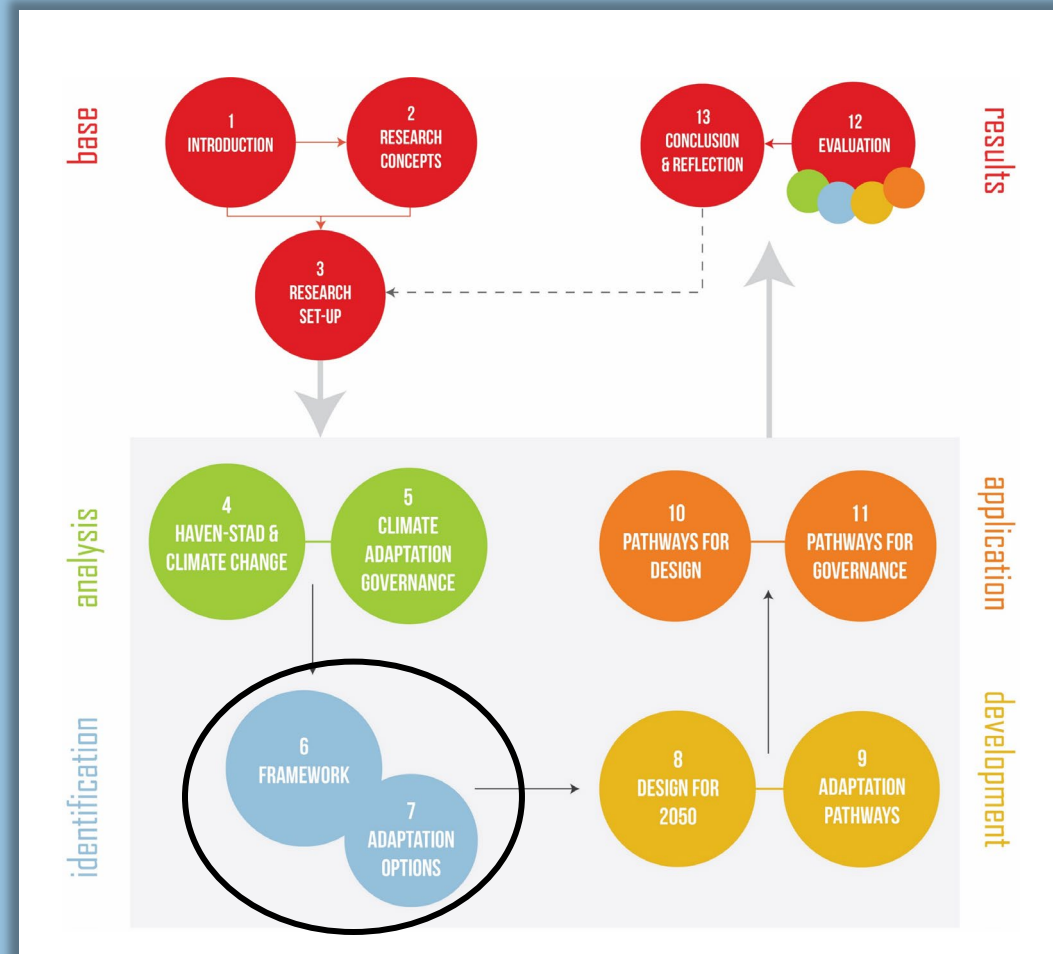 base
1
INTRODUCTION
2
RESEARCH
CONCEPTS
3
RESEARCH
SET-UP
13
CONCLUSION
& REFLECTION
12
EVALUATION
results
analysis
4
HAVEN-STAD &
CLIMATE CHANGE
5
CLIMATE
ADAPTATION
GOVERNANCE
10
PATHWAYS FOR
DESIGN
11
PATHWAYS FOR
GOVERNANCE
application
identification
6
FRAMEWORK
7
ADAPTATION
OPTIONS
8
DESIGN FOR
2050
9
ADAPTATION
PATHWAYS
development